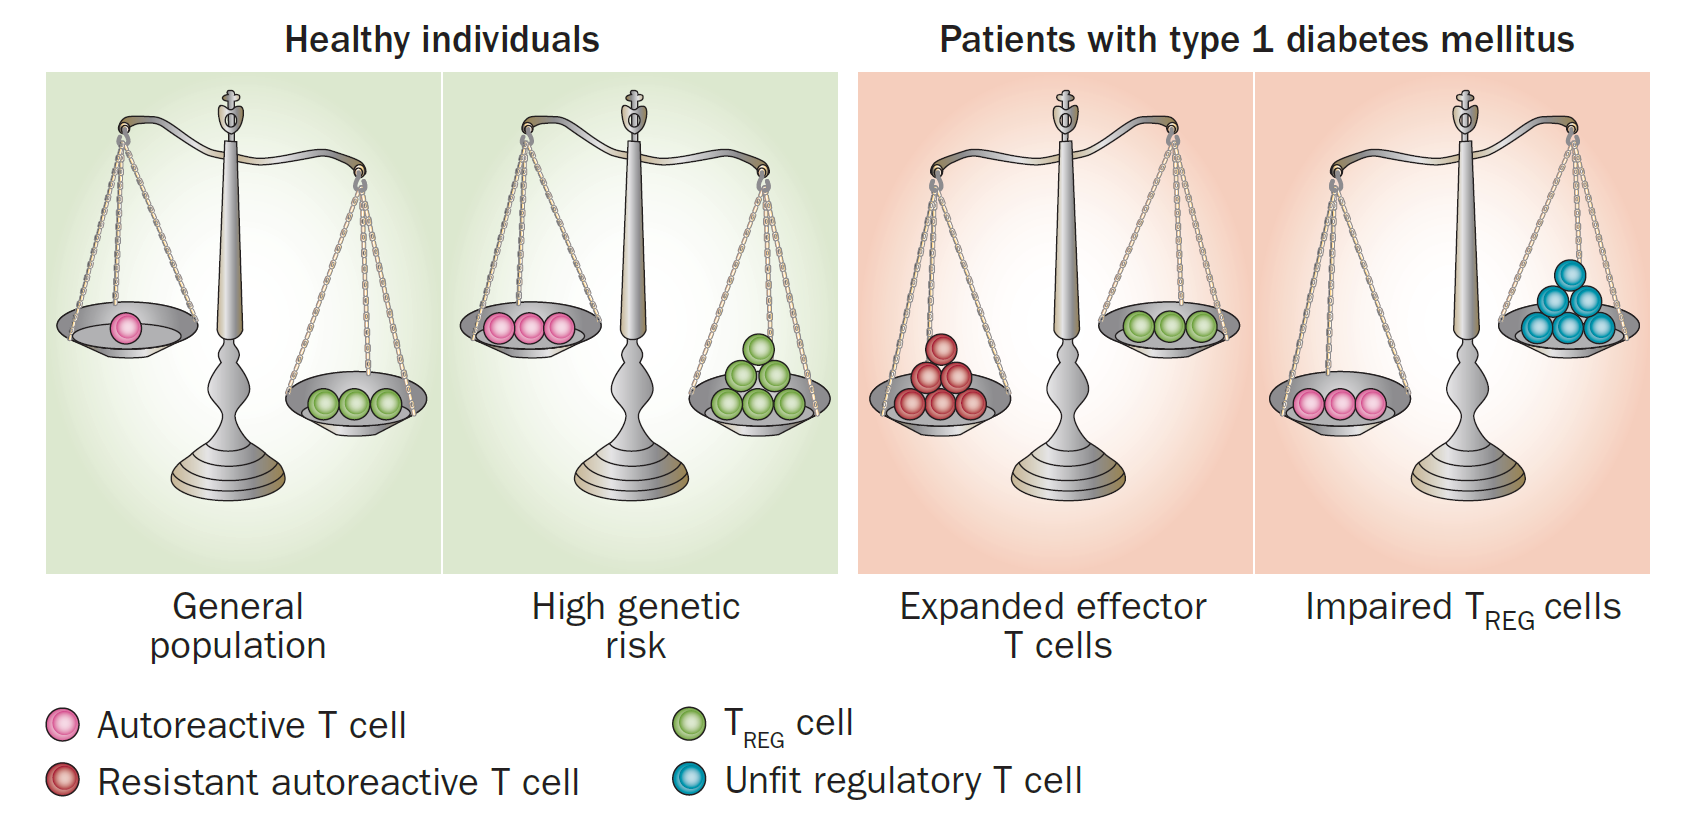 Healthy individuals
Patients with type 1 diabetes mellitus
General
population
High genetic
risk
Expanded effector
T cells
Impaired TREG cells
Autoreactive T cell
Resistant autoreactive T cell
TREG cell
Unfit regulatory T cell